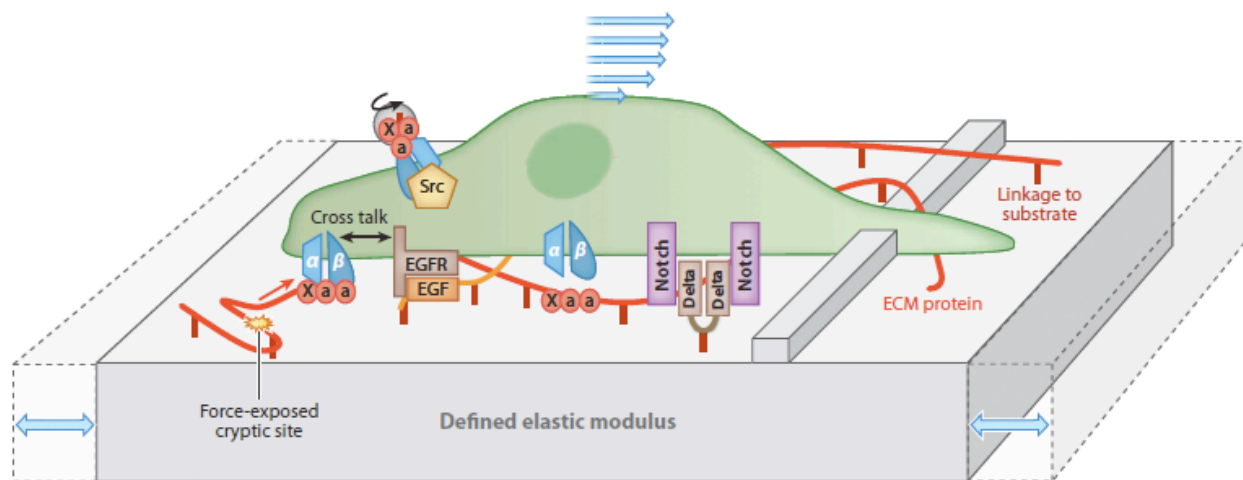 X a
a
Src
Cross talk
α β
X a a
EGFR
EGF
α β
X a a
Notch
Delta
Delta
Notch
Linkage to
substrate
ECM protein
Force-exposed
cryptic site
Defined elastic modulus